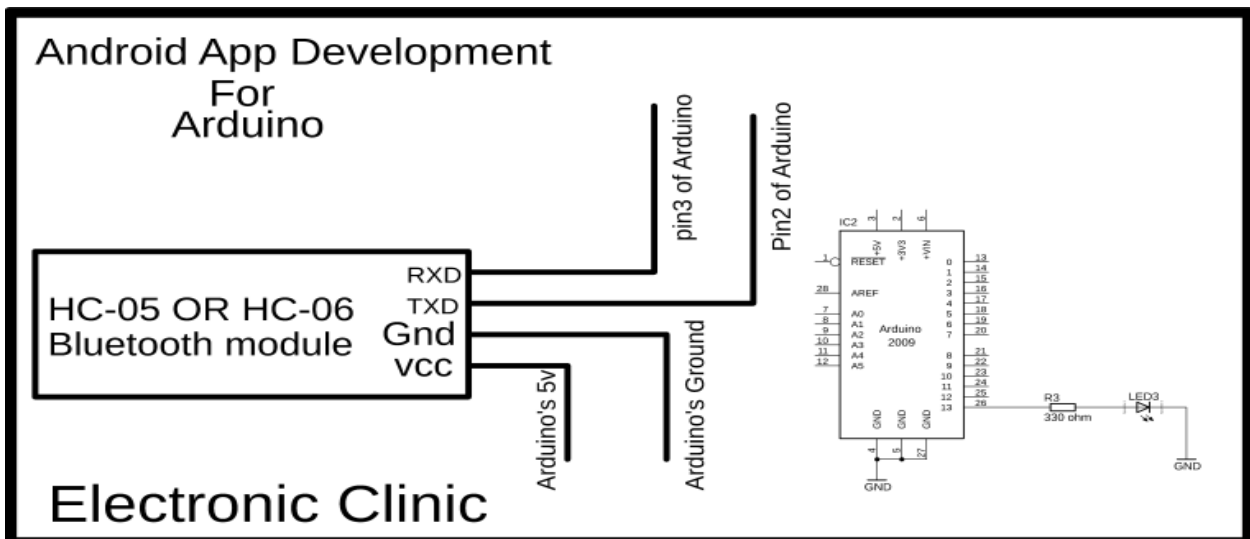 Android App Development
For
Arduino
HC-05 OR HC-06
Bluetooth module
RXD
TXD
Gnd
vcc
pin3 of Arduino
Pin2 of Arduino
Arduino's 5v
Arduino's Ground
Electronic Clinic
IC2
3
2
6
+5V
+3V3
+VIN
1
RESET
28
AREF
7 A0
8 A1
9 A2
10 A3
11 A4
12 A5
Arduino
2009
0 13
1 14
2 15
3 16
4 17
5 18
6 19
7 20
8 21
9 22
10 23
11 24
12 25
13 26
GND
GND
GND
4
5
27
GND
R3
330 ohm
LED3
GND